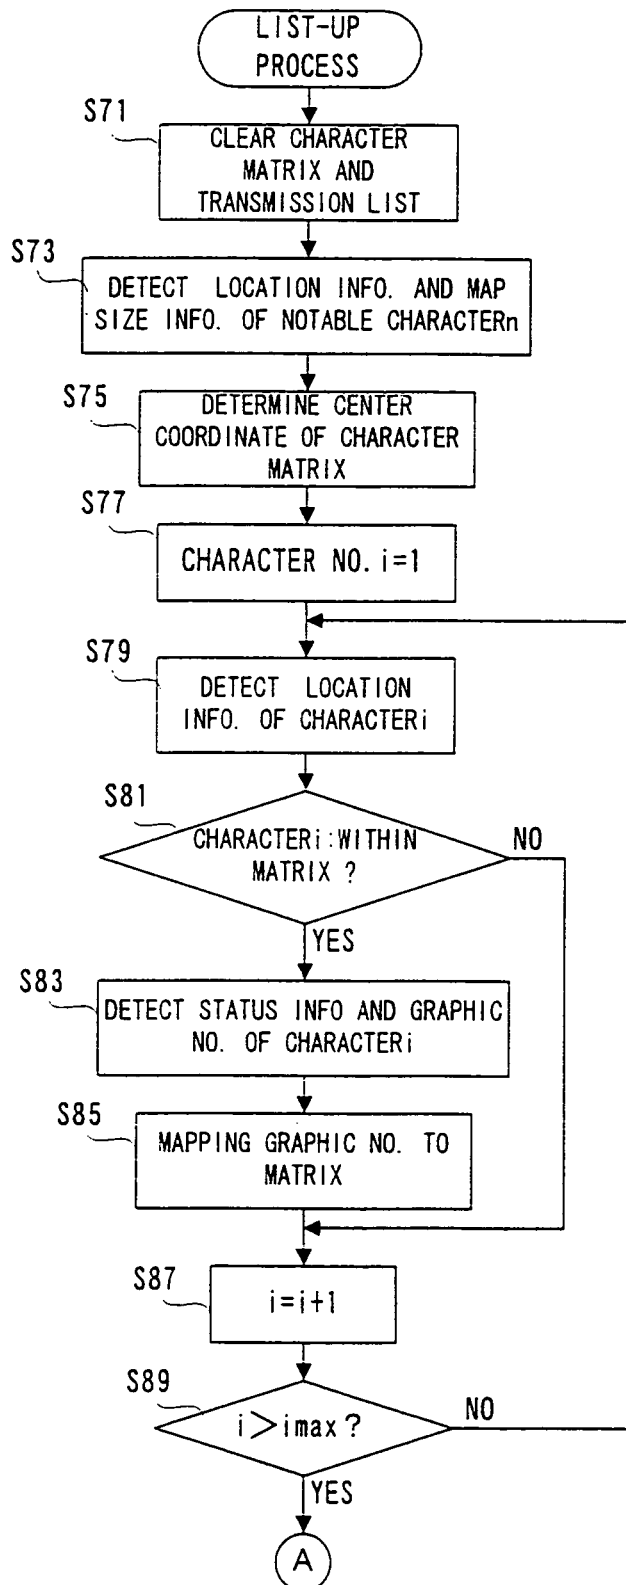 LIST-UP
PROCESS
S71
CLEAR CHARACTER
MATRIX AND
TRANSMISSION LIST
S73
DETECT LOCATION INFO. AND MAP
SIZE INFO. OF NOTABLE CHARACTERn
S75
DETERMINE CENTER
COORDINATE OF CHARACTER
MATRIX
S77
CHARACTER NO. i=1
S79
DETECT LOCATION
INFO. OF CHARACTERi
S81
CHARACTERi:WITHIN
MATRIX ?
NO
YES
S83
DETECT STATUS INFO AND GRAPHIC
NO. OF CHARACTERi
S85
MAPPING GRAPHIC NO. TO
MATRIX
S87
i=i+1
S89
i>imax?
NO
YES
A